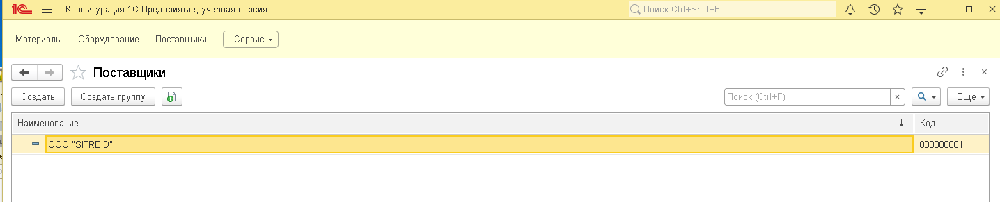 1С Конфигурация 1С:Предприятие, учебная версия Поиск Ctrl+Shift+F
Материалы Оборудование Поставщики Сервис
Поставщики
Создать Создать группу Поиск (Ctrl+F) × Еще
Наименование ↓ Код
ООО "SITREID" 000000001